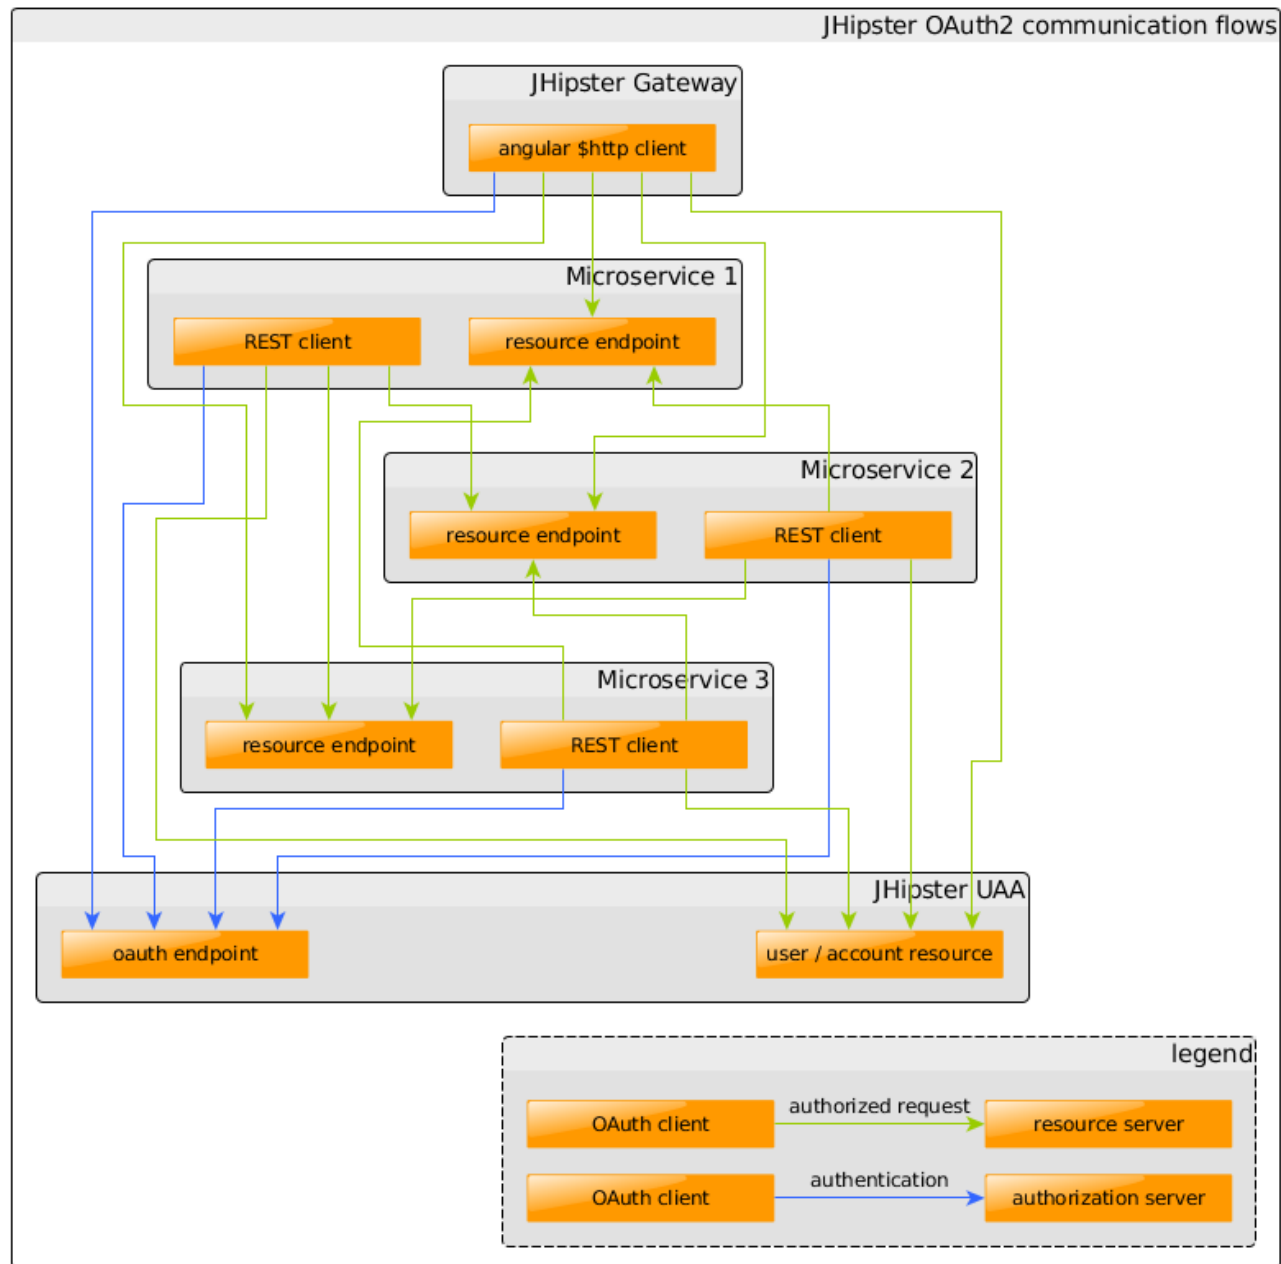 JHipster OAuth2 communication flows
JHipster Gateway
angular $http client
Microservice 1
REST client
resource endpoint
Microservice 2
resource endpoint
REST client
Microservice 3
resource endpoint
REST client
JHipster UAA
oauth endpoint
user / account resource
legend
OAuth client
authorized request
resource server
OAuth client
authentication
authorization server